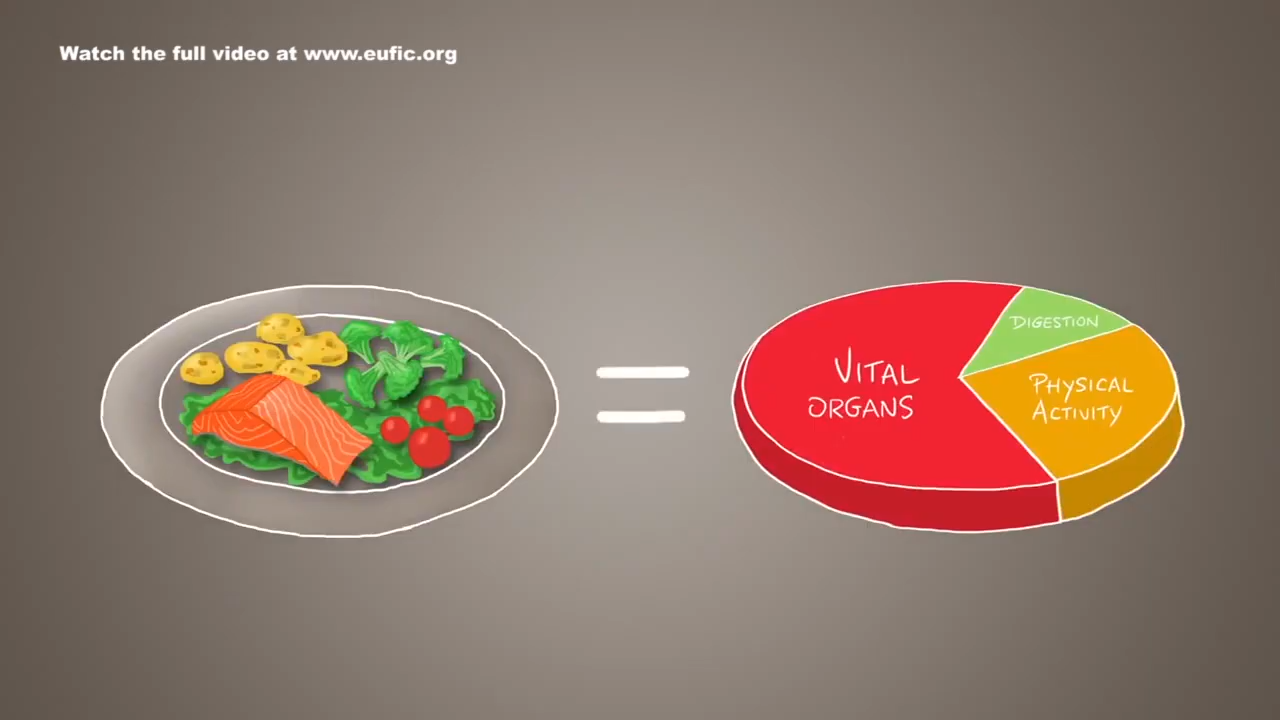 Watch the full video at www.eufic.org
VITAL
ORGANS
DIGESTION
PHYSICAL
ACTIVITY